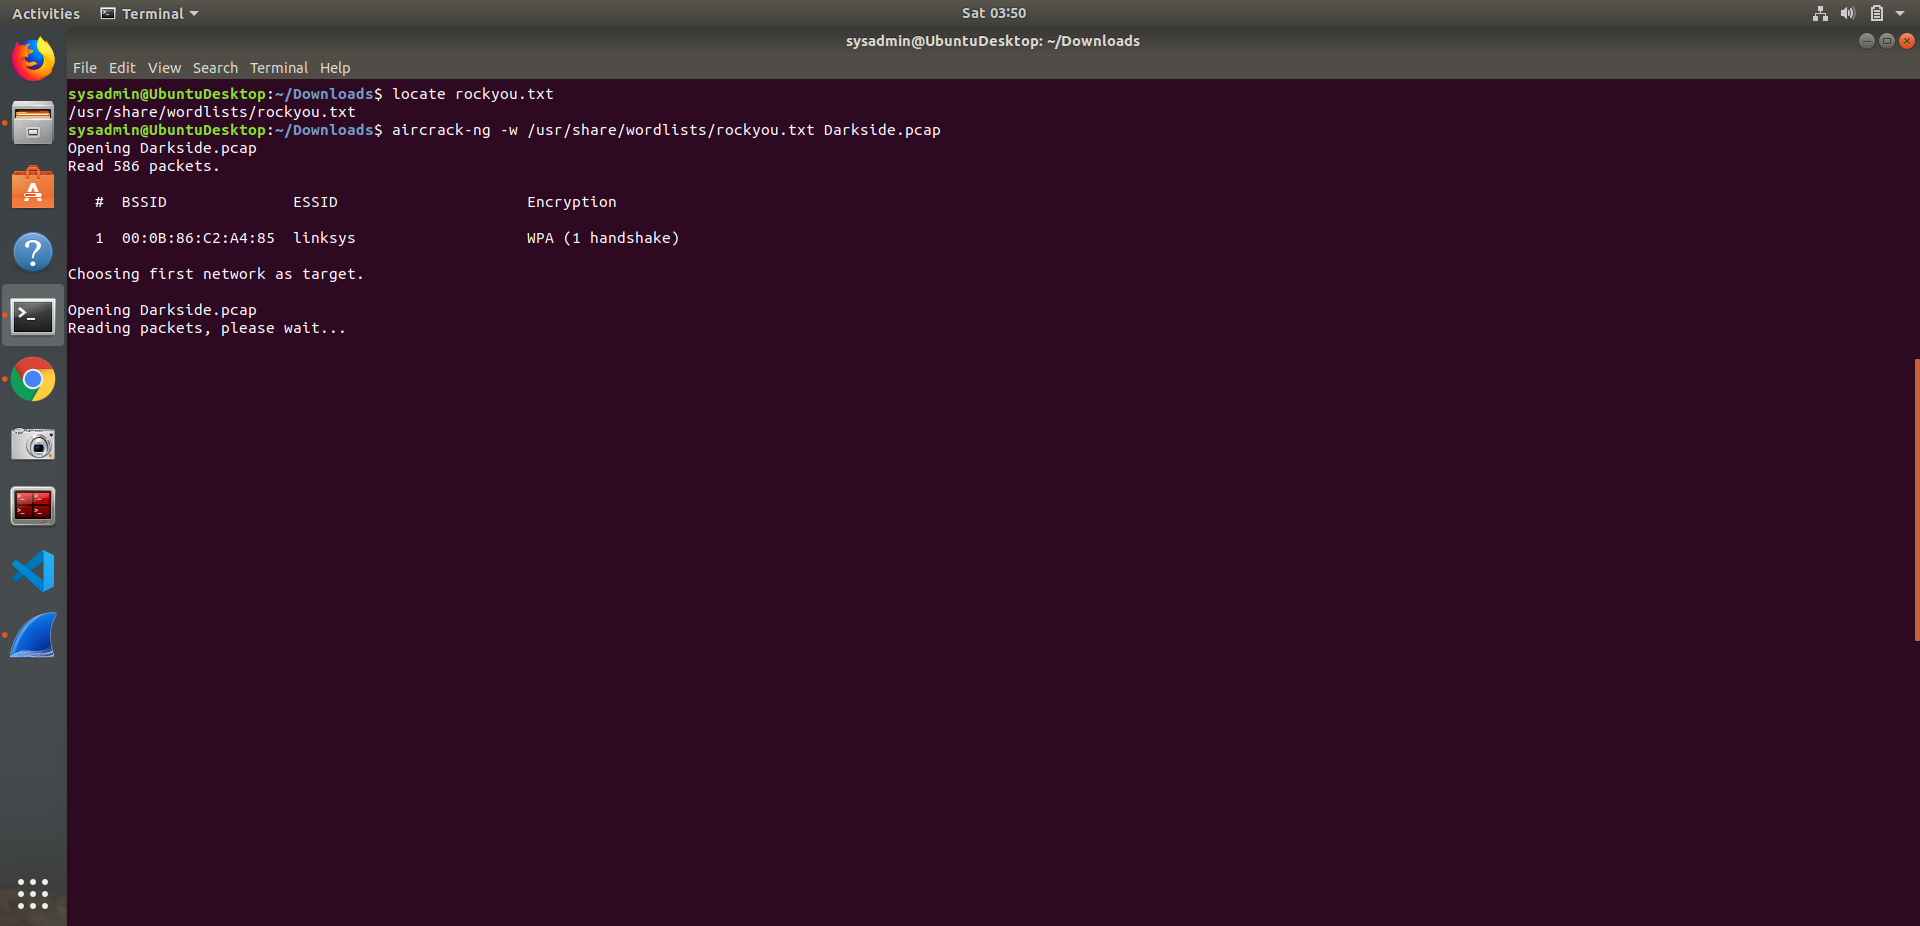 Activities Terminal Sat 03:50
sysadmin@UbuntuDesktop: ~/Downloads
File Edit View Search Terminal Help
sysadmin@UbuntuDesktop:~/Downloads$ locate rockyou.txt
/usr/share/wordlists/rockyou.txt
sysadmin@UbuntuDesktop:~/Downloads$ aircrack-ng -w /usr/share/wordlists/rockyou.txt Darkside.pcap
Opening Darkside.pcap
Read 586 packets.
# BSSID ESSID Encryption
1 00:0B:86:C2:A4:85 linksys WPA (1 handshake)
Choosing first network as target.
Opening Darkside.pcap
Reading packets, please wait...